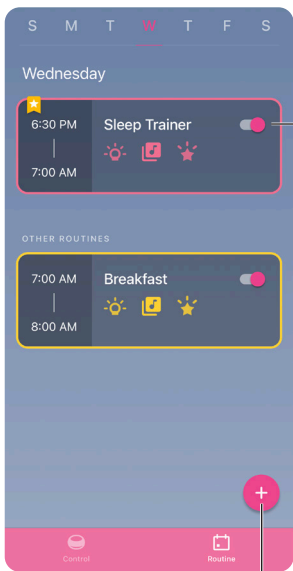 S M T W T F S
Wednesday
6:30 PM Sleep Trainer
7:00 AM
OTHER ROUTINES
7:00 AM Breakfast
8:00 AM
+
Control Routine